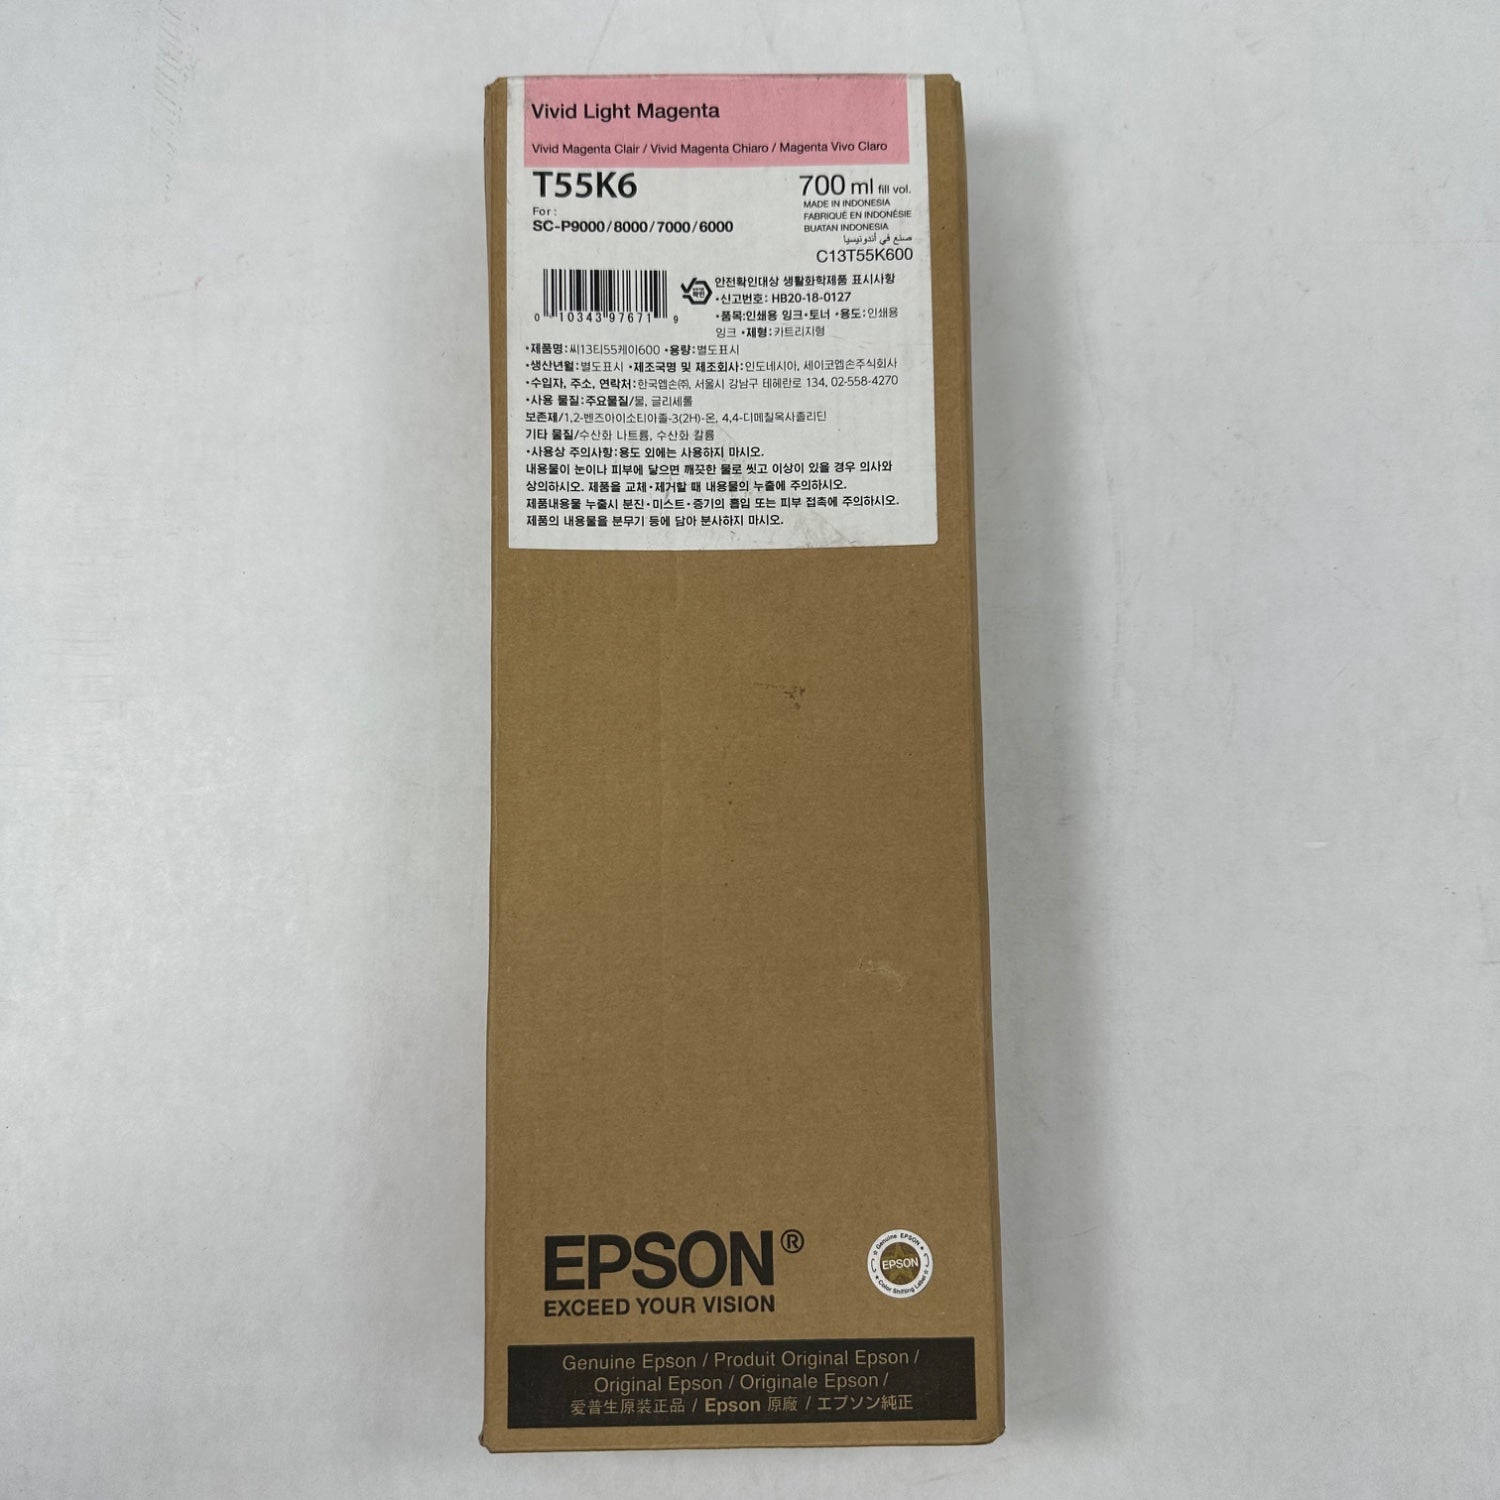 Vivid Light Magenta
Vivid Magenta Clair / Vivid Magenta Chiaro / Magenta Vivo Claro
T55K6
700 ml fill vol.
For :
SC-P9000/8000/7000/6000
MADE IN INDONESIA
FABRIQUÉ EN INDONÉSIE
BUATAN INDONESIA
صنع في أندونيسيا
C13T55K600
0 10343 97671 9
안전확인대상 생활화학제품 표시사항
•신고번호: HB20-18-0127
•품목:인쇄용 잉크•토너 •용도:인쇄용
잉크 •제형:카트리지형
•제품명:씨13티55케이600 •용량:별도표시
•생산년월:별도표시 •제조국명 및 제조회사:인도네시아, 세이코엡손주식회사
•수입자, 주소, 연락처:한국엡손㈜, 서울시 강남구 테헤란로 134, 02-558-4270
•사용 물질:주요물질/물, 글리세롤
보존제/1,2-벤즈아이소티아졸-3(2H)-온, 4,4-디메칠옥사졸리딘
기타 물질/수산화 나트륨, 수산화 칼륨
•사용상 주의사항:용도 외에는 사용하지 마시오.
내용물이 눈이나 피부에 닿으면 깨끗한 물로 씻고 이상이 있을 경우 의사와
상의하시오. 제품을 교체•제거할 때 내용물의 누출에 주의하시오.
제품내용물 누출시 분진•미스트•증기의 흡입 또는 피부 접촉에 주의하시오.
제품의 내용물을 분무기 등에 담아 분사하지 마시오.
EPSON®
EXCEED YOUR VISION
Genuine EPSON
EPSON
Color Shifting Label
Genuine Epson / Produit Original Epson /
Original Epson / Originale Epson /
爱普生原装正品 / Epson 原廠 / エプソン純正